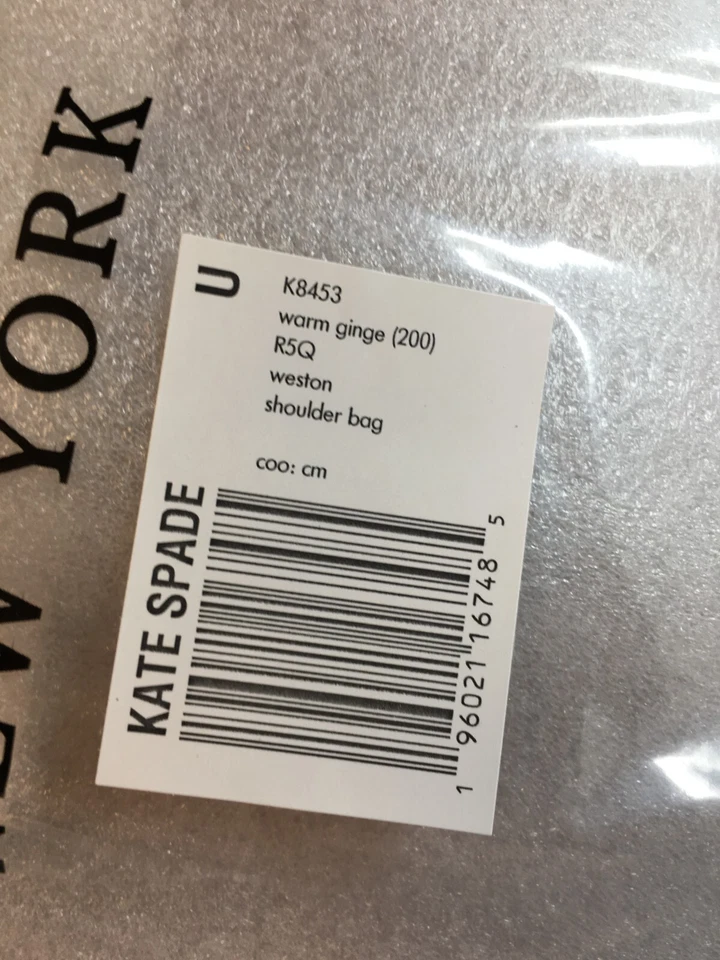 NEW YORK
U
K8453
warm ginge (200)
R5Q
weston
shoulder bag
coo: cm
KATE SPADE
1 96021 16748 5